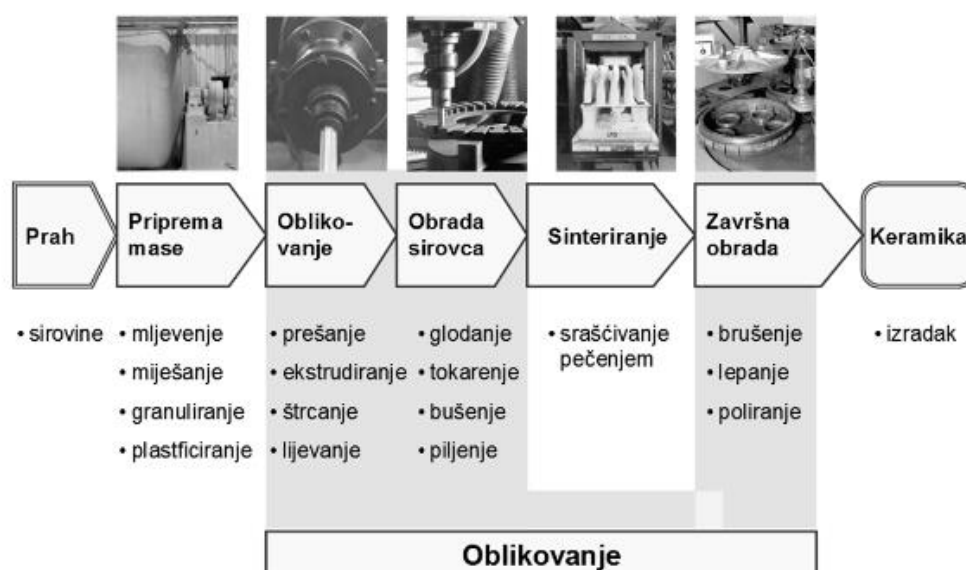 Prah
Priprema
mase
Obliko-
vanje
Obrada
sirovca
Sinteriranje
Završna
obrada
Keramika
• sirovine
• mljevenje
• miješanje
• granuliranje
• plastficiranje
• prešanje
• ekstrudiranje
• štrcanje
• lijevanje
• glodanje
• tokarenje
• bušenje
• piljenje
• srašćivanje
pečenjem
• brušenje
• lepanje
• poliranje
• izradak
Oblikovanje